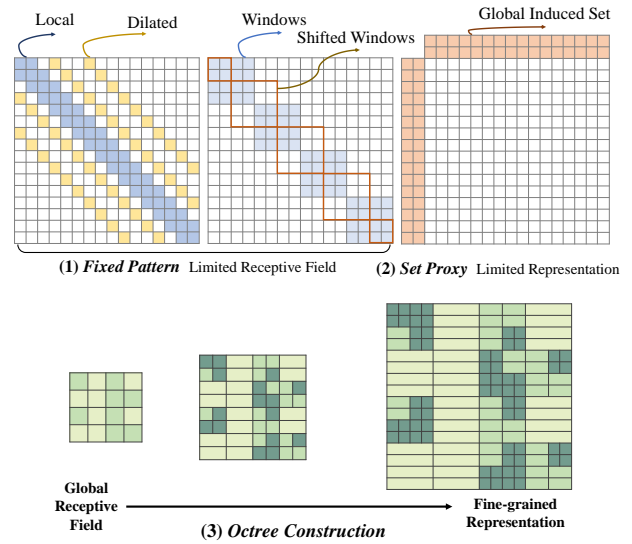 Local
Dilated
Windows
Shifted Windows
Global Induced Set
(1) Fixed Pattern Limited Receptive Field
(2) Set Proxy Limited Representation
Global
Receptive
Field
Fine-grained
Representation
(3) Octree Construction